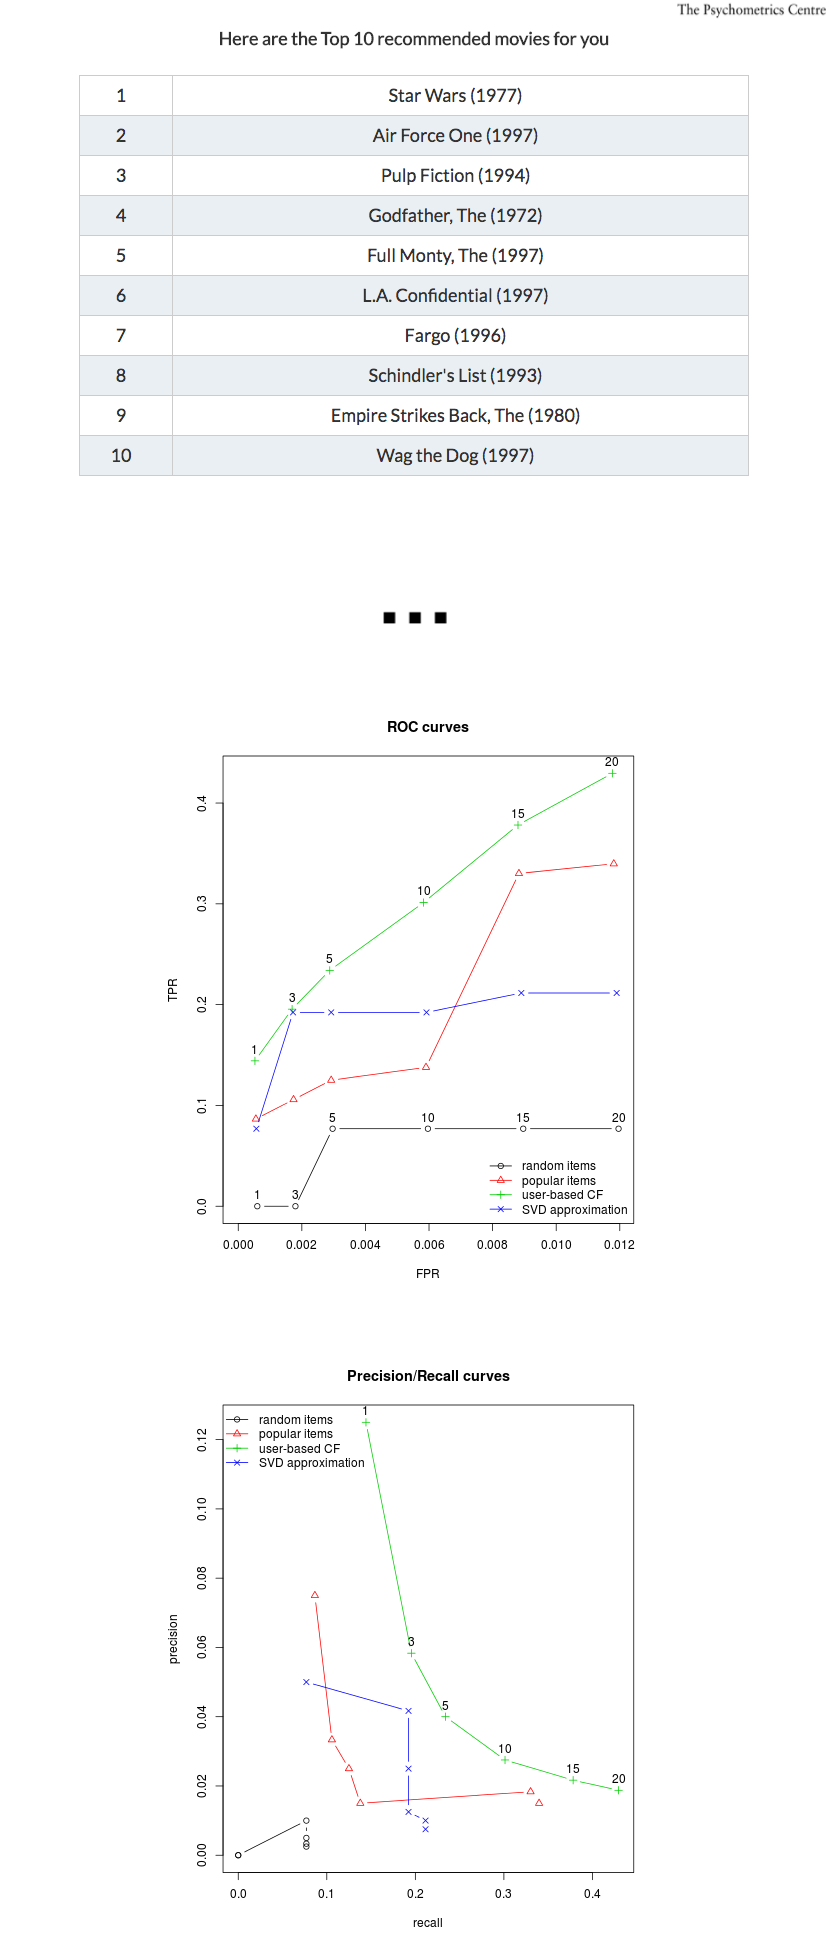 The Psychometrics Centre
Here are the Top 10 recommended movies for you
1 Star Wars (1977)
2 Air Force One (1997)
3 Pulp Fiction (1994)
4 Godfather, The (1972)
5 Full Monty, The (1997)
6 L.A. Confidential (1997)
7 Fargo (1996)
8 Schindler's List (1993)
9 Empire Strikes Back, The (1980)
10 Wag the Dog (1997)
ROC curves
20
0.4
15
10
0.3
5
3
TPR
0.2
1
0.1
5 10 15 20
random items
popular items
1 3
user-based CF
0.0
SVD approximation
0.000 0.002 0.004 0.006 0.008 0.010 0.012
FPR
Precision/Recall curves
1
random items
popular items
0.12
user-based CF
SVD approximation
0.10
0.08
precision
0.06
3
0.04
5
10
15
20
0.02
0.00
0.0 0.1 0.2 0.3 0.4
recall